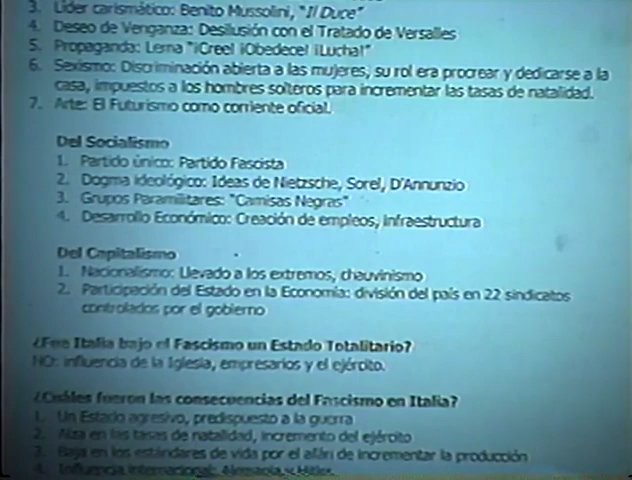 3. Líder carismático: Benito Mussolini, "Il Duce"
4. Deseo de Venganza: Desilusión con el Tratado de Versalles
5. Propaganda: Lema "¡Cree! ¡Obedece! ¡Lucha!"
6. Sexismo: Discriminación abierta a las mujeres, su rol era procrear y dedicarse a la
casa, impuestos a los hombres solteros para incrementar las tasas de natalidad.
7. Arte: El Futurismo como corriente oficial.
Del Socialismo
1. Partido único: Partido Fascista
2. Dogma ideológico: Ideas de Nietzsche, Sorel, D'Annunzio
3. Grupos Paramilitares: "Camisas Negras"
4. Desarrollo Económico: Creación de empleos, infraestructura
Del Capitalismo
1. Nacionalismo: Llevado a los extremos, chauvinismo
2. Participación del Estado en la Economía: división del país en 22 sindicatos
controlados por el gobierno
¿Fue Italia bajo el Fascismo un Estado Totalitario?
NO: influencia de la Iglesia, empresarios y el ejército.
¿Cuáles fueron las consecuencias del Fascismo en Italia?
1. Un Estado agresivo, predispuesto a la guerra
2. Alza en las tasas de natalidad, incremento del ejército
3. Baja en los estándares de vida por el afán de incrementar la producción
4. Influencia internacional: Alemania y Hitler.